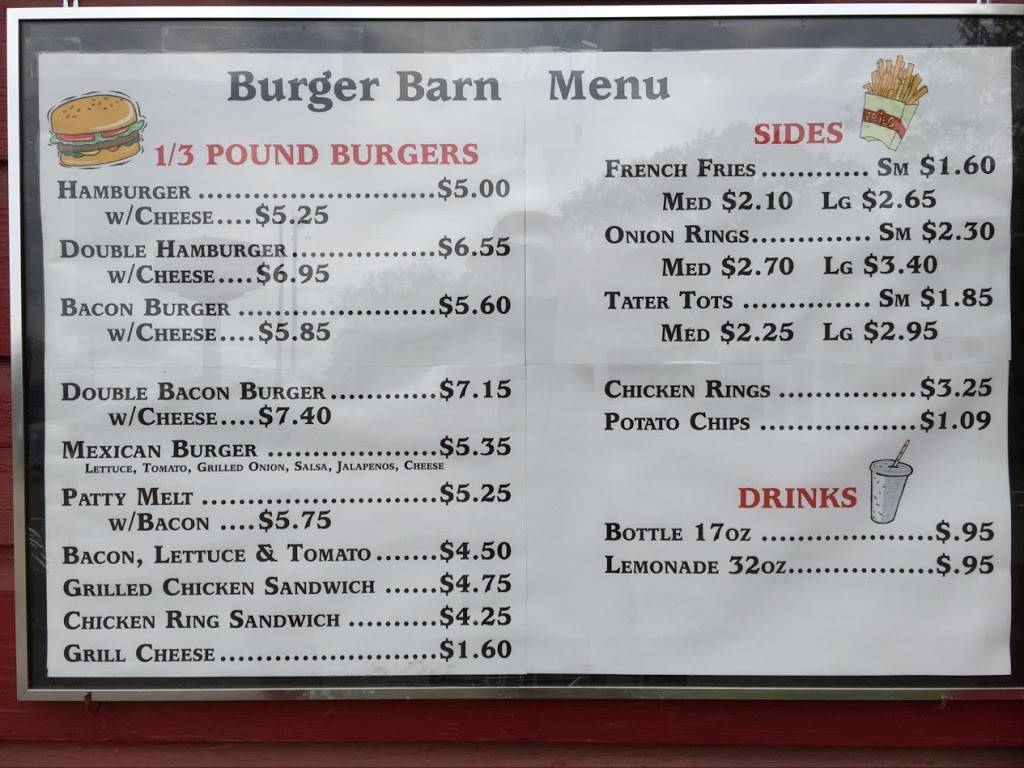 Burger Barn Menu
1/3 POUND BURGERS
HAMBURGER ..............................$5.00
W/CHEESE....$5.25
DOUBLE HAMBURGER..................$6.55
W/CHEESE....$6.95
BACON BURGER ........................$5.60
W/CHEESE....$5.85
DOUBLE BACON BURGER............$7.15
W/CHEESE....$7.40
MEXICAN BURGER .....................$5.35
LETTUCE, TOMATO, GRILLED ONION, SALSA, JALAPENOS, CHEESE
PATTY MELT .............................$5.25
W/BACON ....$5.75
BACON, LETTUCE & TOMATO.......$4.50
GRILLED CHICKEN SANDWICH ......$4.75
CHICKEN RING SANDWICH ..........$4.25
GRILL CHEESE...........................$1.60
SIDES
FRIES
FRENCH FRIES............ SM $1.60
MED $2.10 LG $2.65
ONION RINGS............. SM $2.30
MED $2.70 LG $3.40
TATER TOTS .............. SM $1.85
MED $2.25 LG $2.95
CHICKEN RINGS ...............$3.25
POTATO CHIPS .................$1.09
DRINKS
BOTTLE 17OZ ....................$.95
LEMONADE 32OZ.................$.95